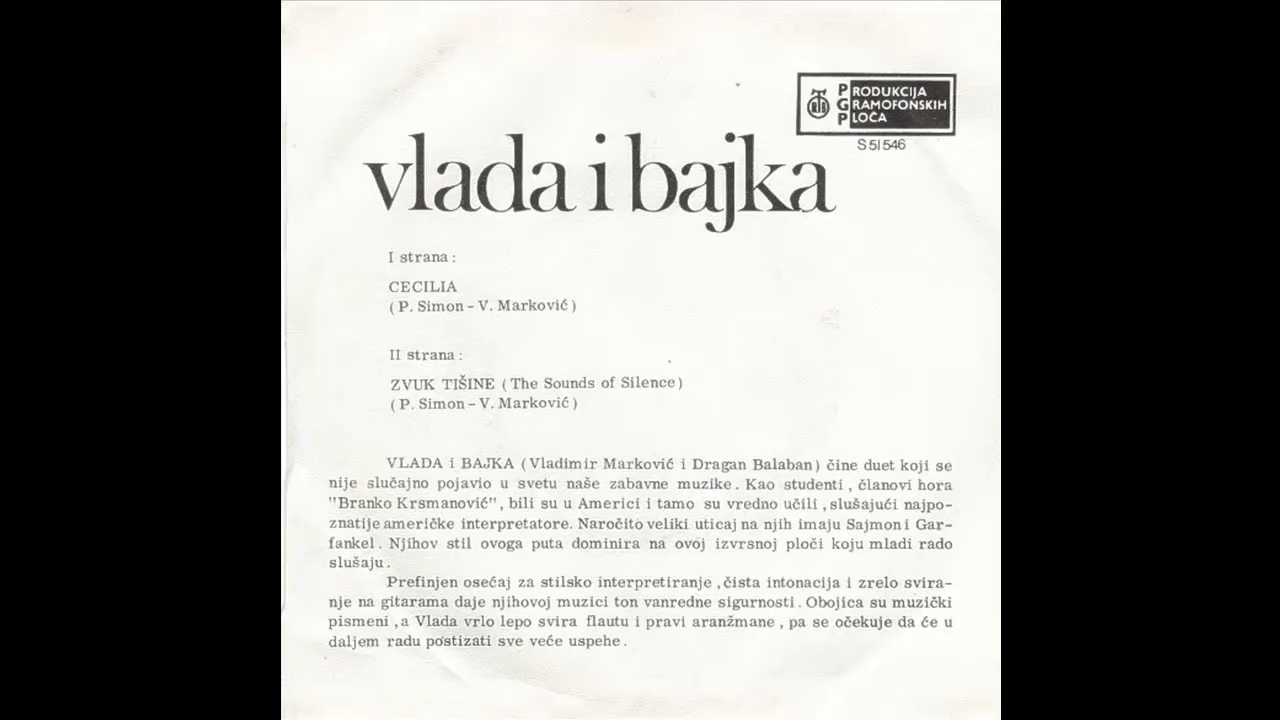 PRODUKCIJA
GRAMOFONSKIH
PLOČA
RTB
S 51 546
vlada i bajka
I strana :
CECILIA
( P. Simon - V. Marković )
II strana :
ZVUK TIŠINE ( The Sounds of Silence )
( P. Simon - V. Marković )
VLADA i BAJKA ( Vladimir Marković i Dragan Balaban ) čine duet koji se
nije slučajno pojavio u svetu naše zabavne muzike . Kao studenti , članovi hora
"Branko Krsmanović" , bili su u Americi i tamo su vredno učili , slušajući najpo-
znatije američke interpretatore. Naročito veliki uticaj na njih imaju Sajmon i Gar-
fankel . Njihov stil ovoga puta dominira na ovoj izvrsnoj ploči koju mladi rado
slušaju .
Prefinjen osećaj za stilsko interpretiranje , čista intonacija i zrelo svira-
nje na gitarama daje njihovoj muzici ton vanredne sigurnosti . Obojica su muzički
pismeni , a Vlada vrlo lepo svira flautu i pravi aranžmane , pa se očekuje da će u
daljem radu postizati sve veće uspehe .